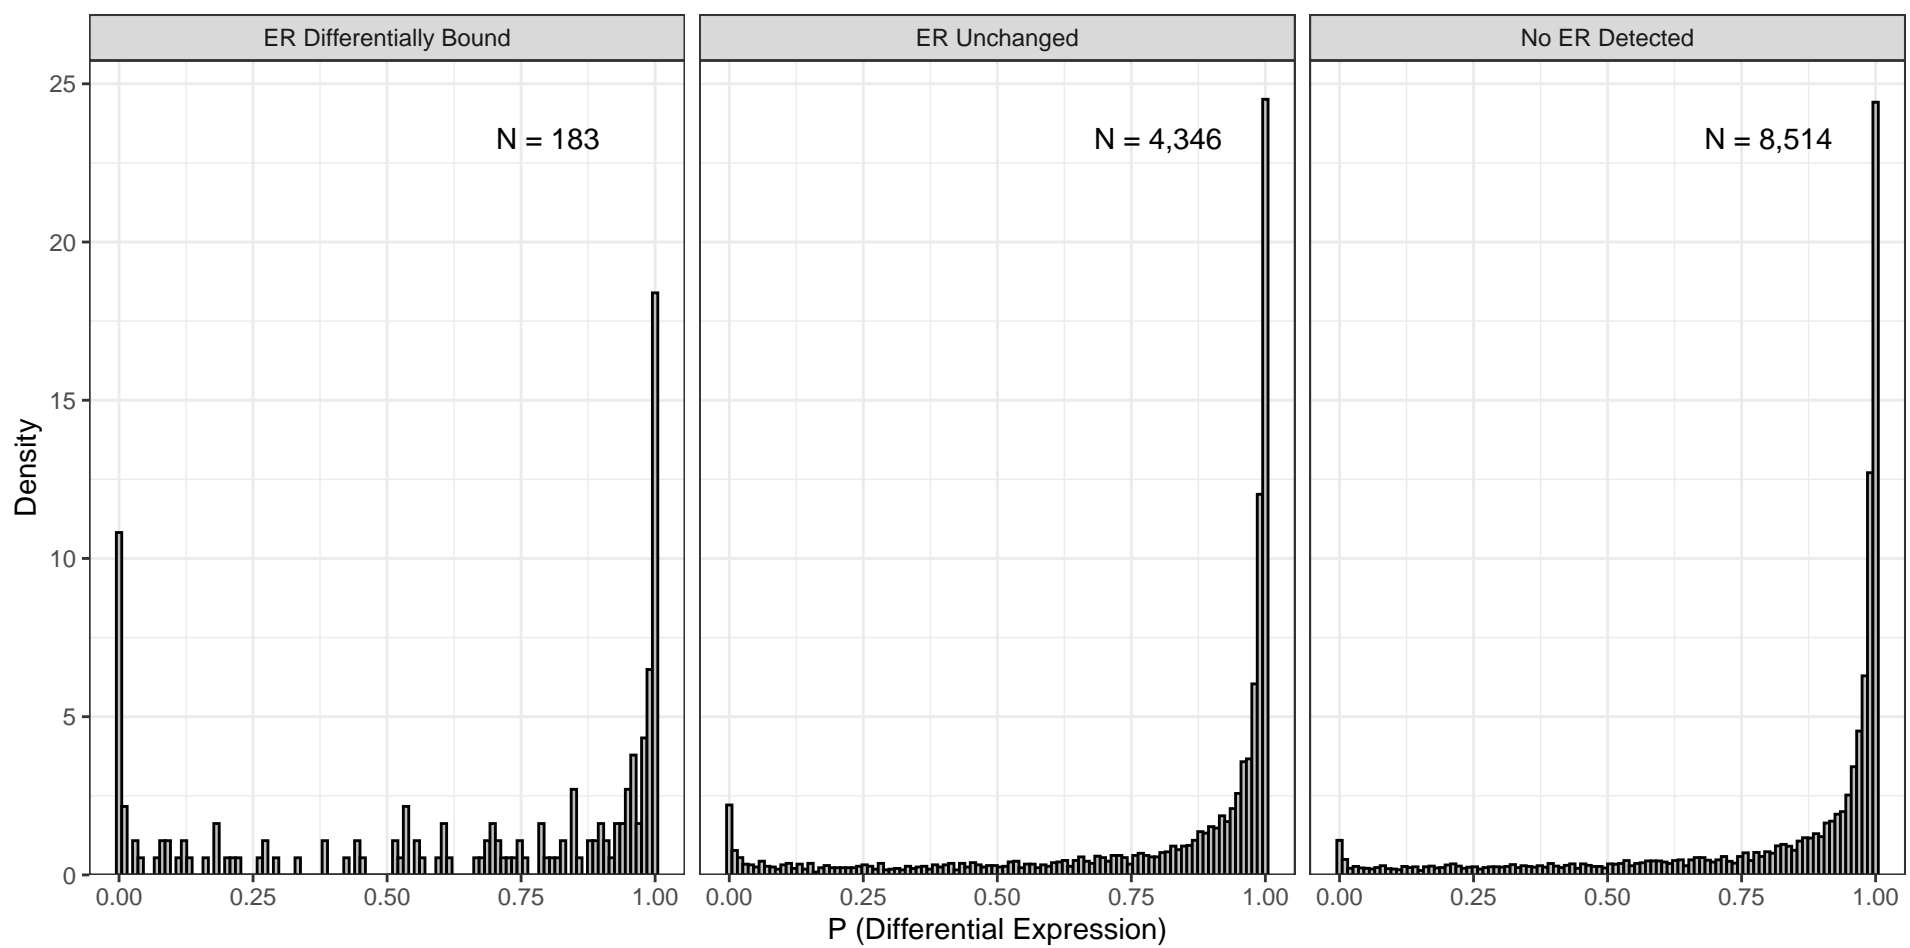 ER Differentially Bound
ER Unchanged
No ER Detected
N = 183
N = 4,346
N = 8,514
Density
25
20
15
10
5
0
0.00 0.25 0.50 0.75 1.00
0.00 0.25 0.50 0.75 1.00
0.00 0.25 0.50 0.75 1.00
P (Differential Expression)